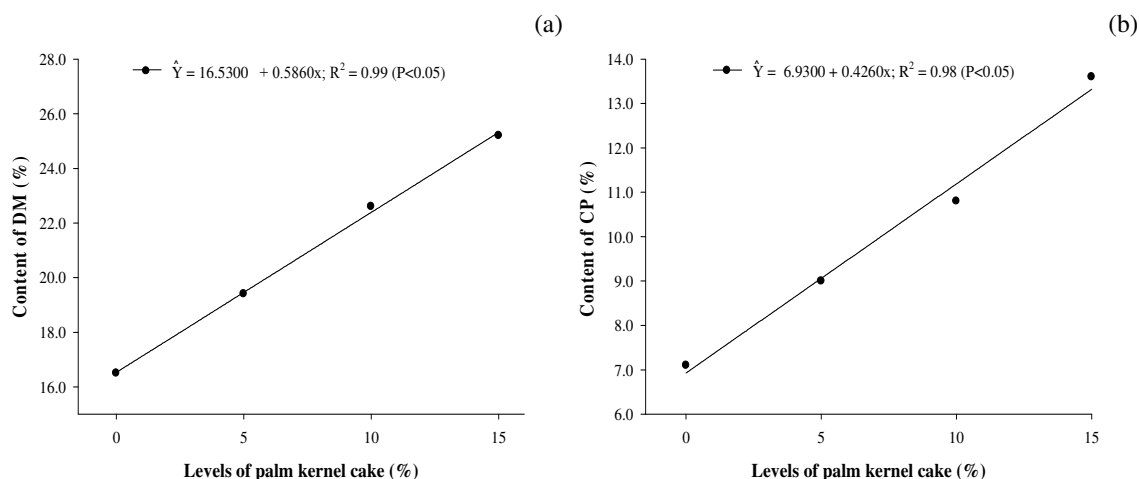 (a)
Ŷ = 16.5300 + 0.5860x; R² = 0.99 (P<0.05)
28.0
26.0
24.0
22.0
20.0
18.0
16.0
Content of DM (%)
0 5 10 15
Levels of palm kernel cake (%)
(b)
Ŷ = 6.9300 + 0.4260x; R² = 0.98 (P<0.05)
14.0
13.0
12.0
11.0
10.0
9.0
8.0
7.0
6.0
Content of CP (%)
0 5 10 15
Levels of palm kernel cake (%)